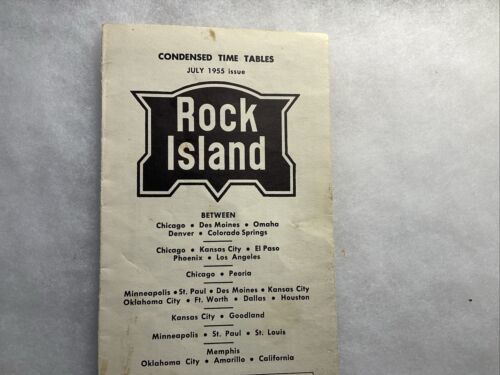 CONDENSED TIME TABLES
JULY 1955 issue
Rock
Island
BETWEEN
Chicago • Des Moines • Omaha
Denver • Colorado Springs
Chicago • Kansas City • El Paso
Phoenix • Los Angeles
Chicago • Peoria
Minneapolis • St. Paul • Des Moines • Kansas City
Oklahoma City • Ft. Worth • Dallas • Houston
Kansas City • Goodland
Minneapolis • St. Paul • St. Louis
Memphis
Oklahoma City • Amarillo • California